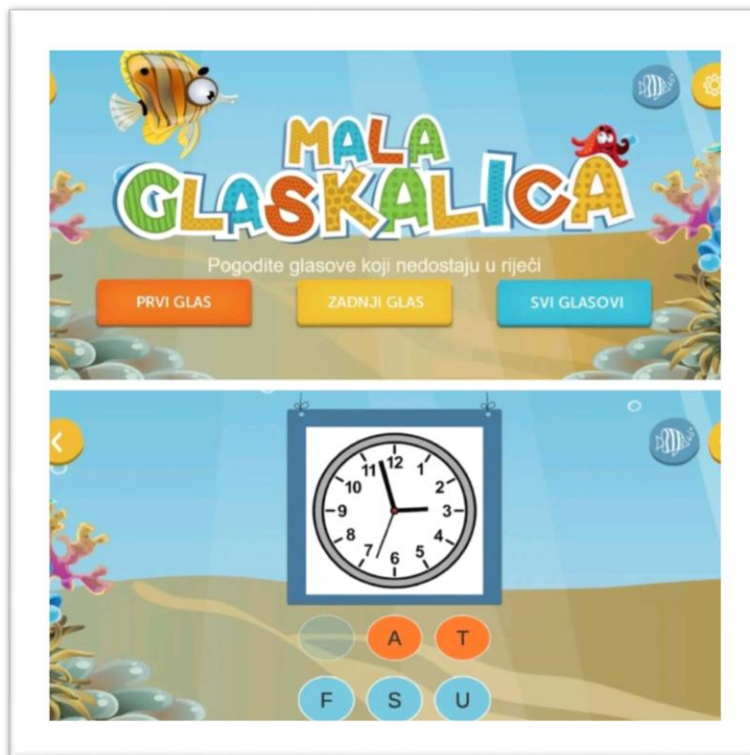 MALA
GLASKALICA
Pogodite glasove koji nedostaju u riječi
PRVI GLAS
ZADNJI GLAS
SVI GLASOVI
12
11 1
10 2
9 3
8 4
7 5
6
A T
F S U